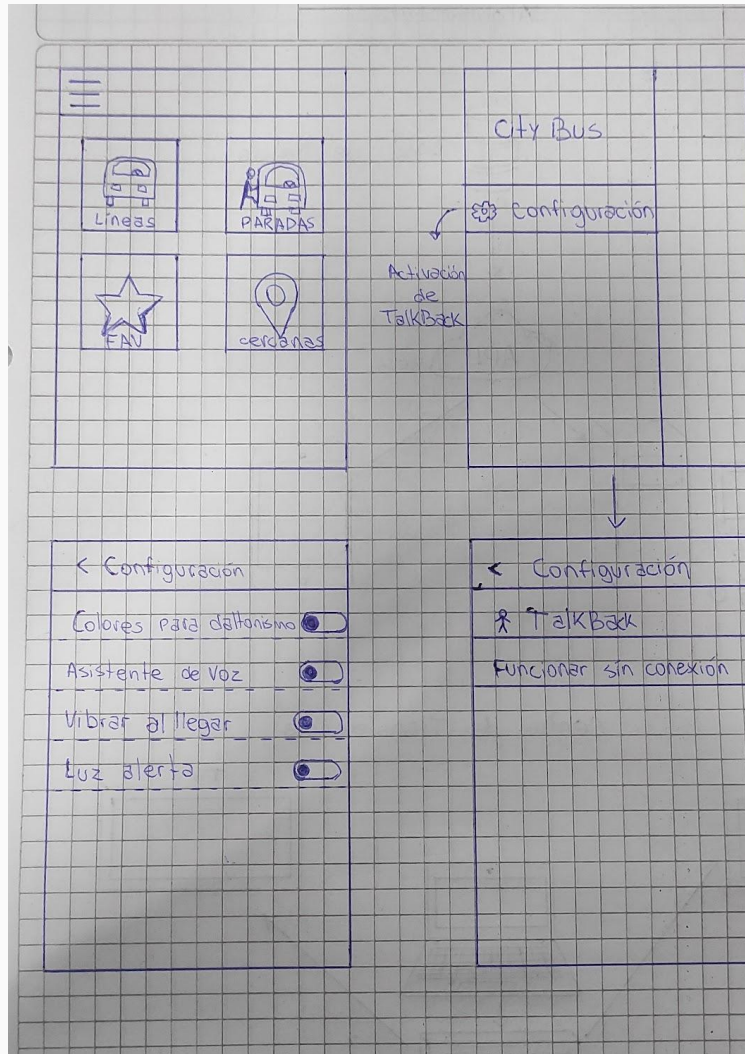 Líneas
PARADAS
FAV
cercanas
City Bus
Configuración
Activación
de
TalkBack
< Configuración
Colores para daltonismo
Asistente de Voz
Vibrar al llegar
Luz alerta
< Configuración
TalkBack
Funcionar sin conexión